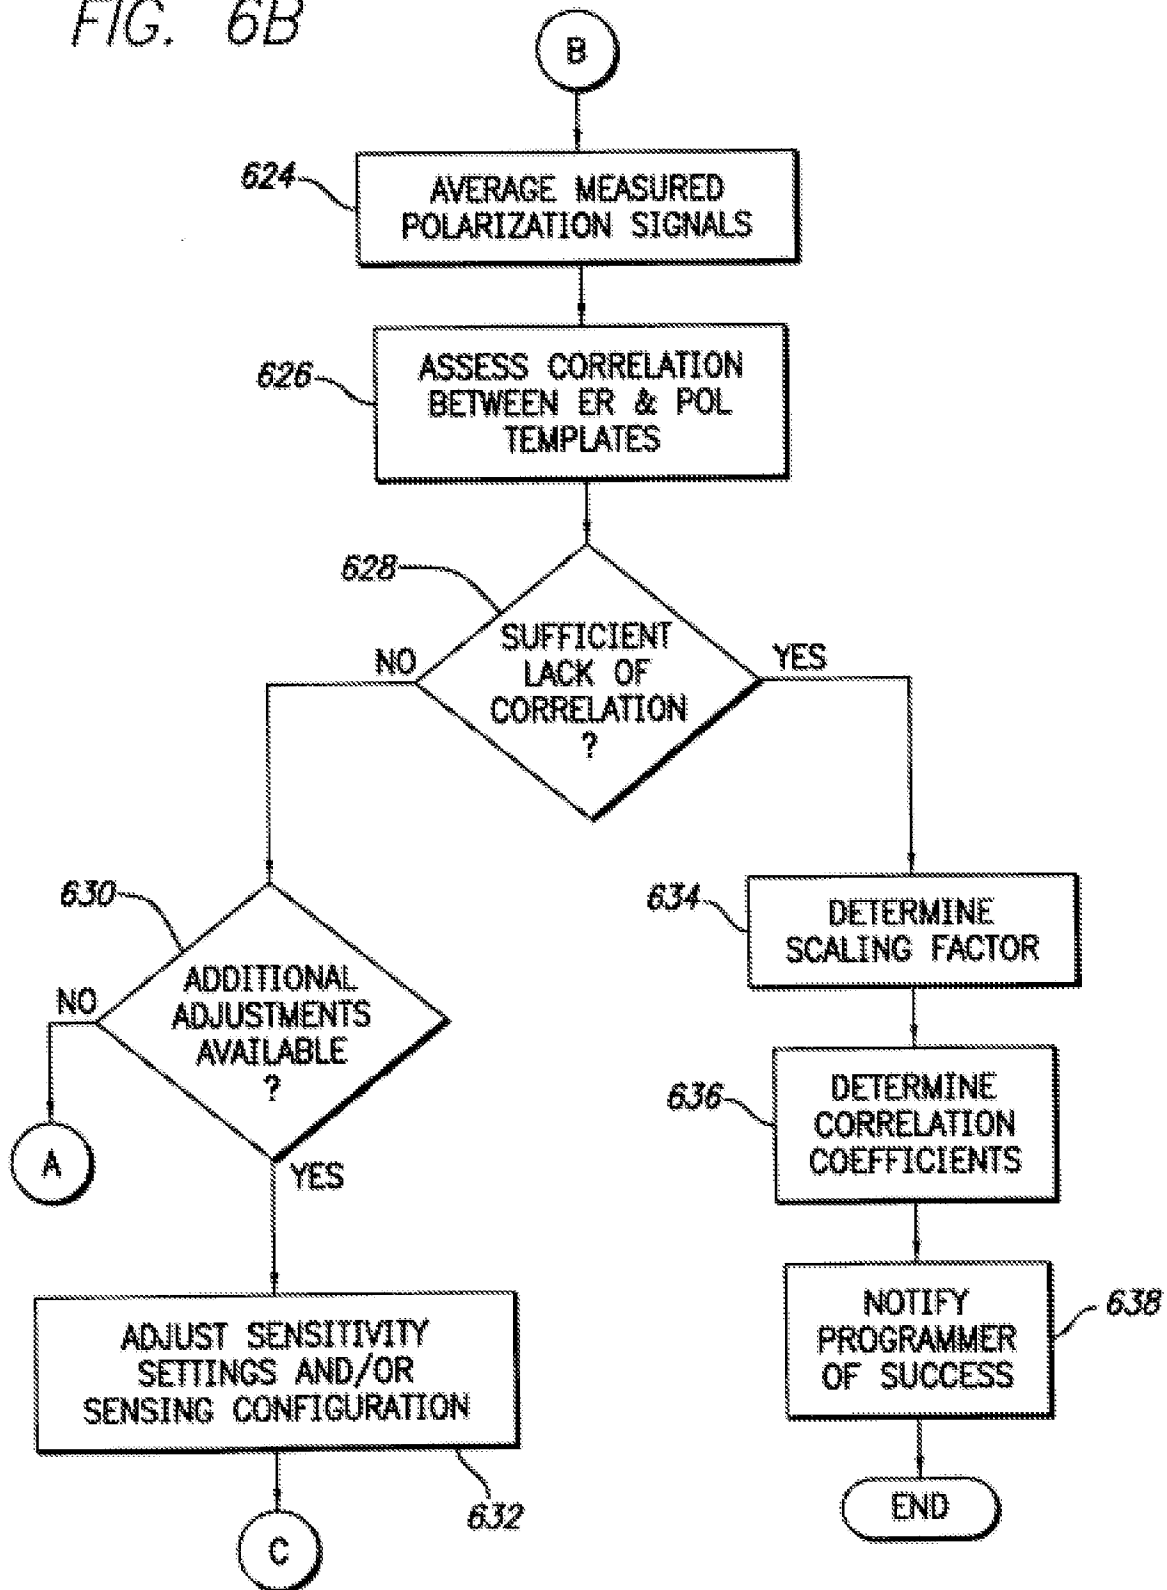 FIG. 6B
B
624
AVERAGE MEASURED
POLARIZATION SIGNALS
626
ASSESS CORRELATION
BETWEEN ER & POL
TEMPLATES
628
SUFFICIENT
LACK OF
CORRELATION
?
NO
YES
630
ADDITIONAL
ADJUSTMENTS
AVAILABLE
?
NO
A
YES
634
DETERMINE
SCALING FACTOR
636
DETERMINE
CORRELATION
COEFFICIENTS
ADJUST SENSITIVITY
SETTINGS AND/OR
SENSING CONFIGURATION
632
C
NOTIFY
PROGRAMMER
OF SUCCESS
638
END